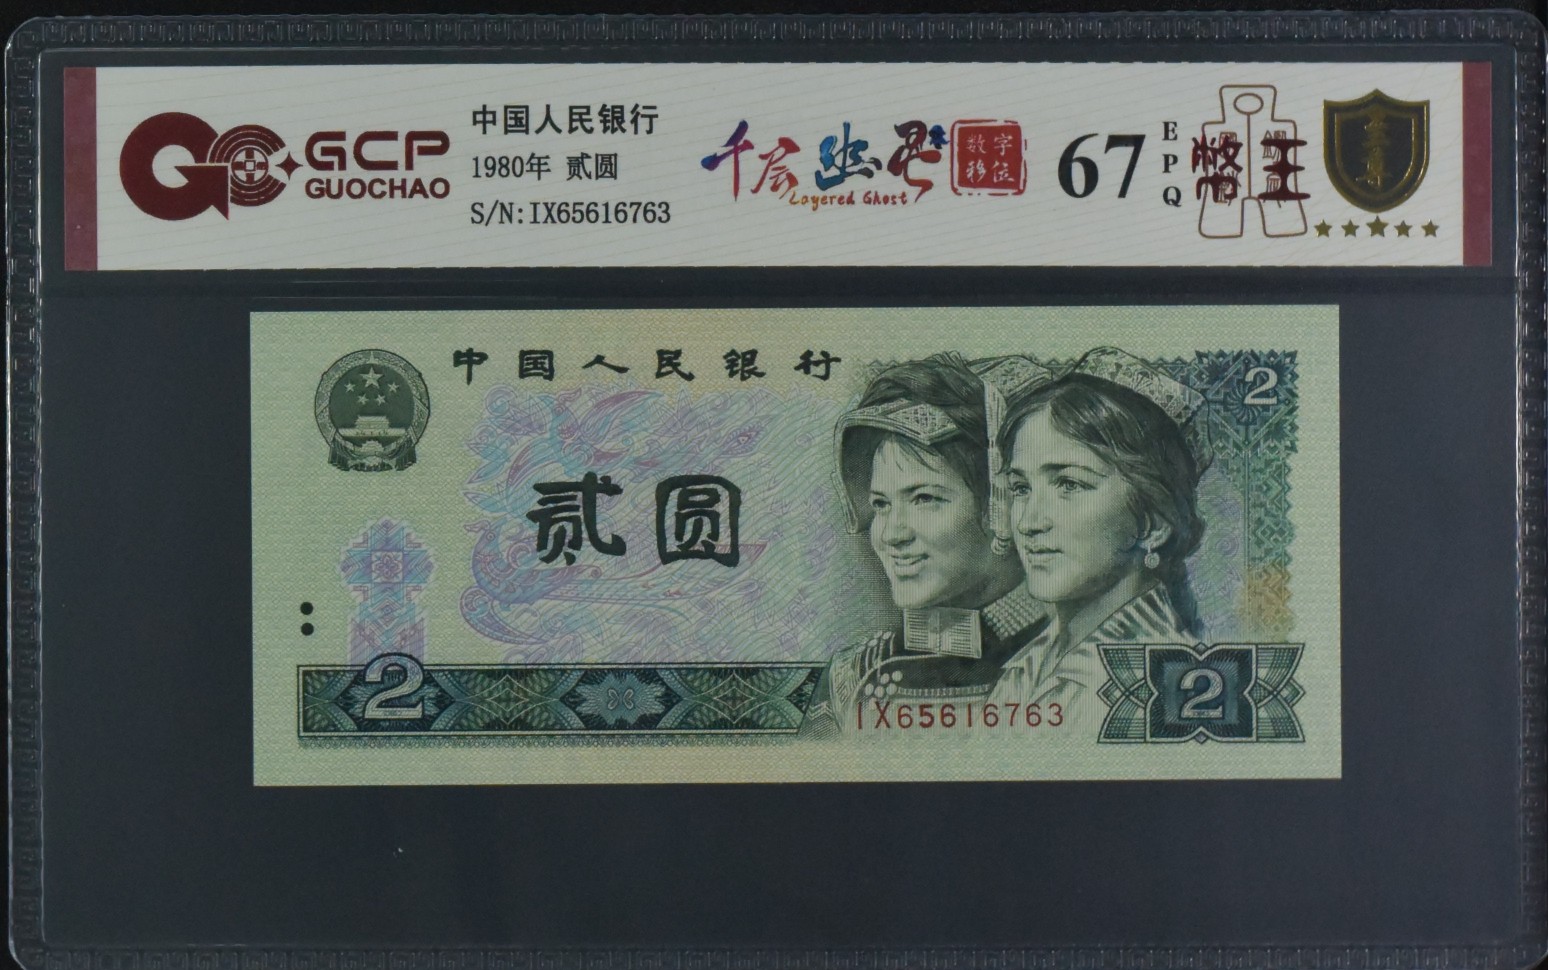 GCP
GUOCHAO
中国人民银行
1980年 贰圆
S/N:IX65616763
千层幽灵
Layered Ghost
数字
移位
67
EPQ
中国人民银行
2
贰圆
2
IX65616763
2